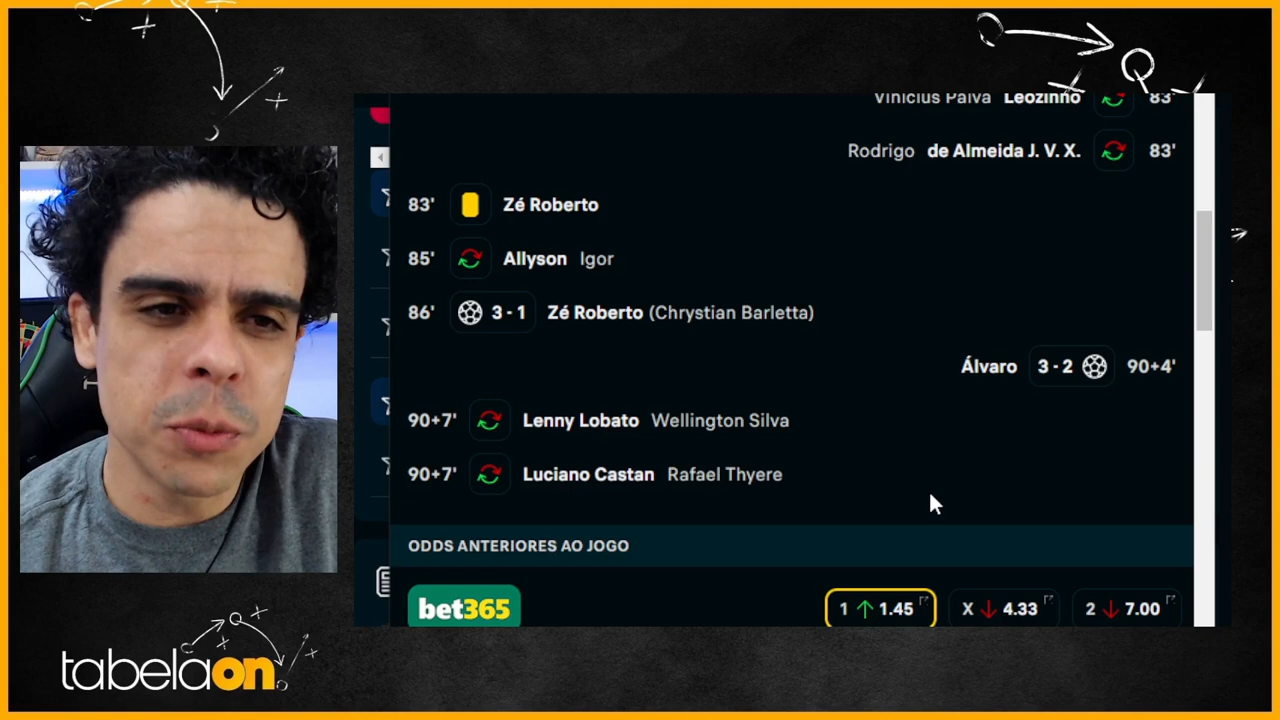 Vinícius Paiva Leozinho 83'
Rodrigo de Almeida J. V. X. 83'
83' Zé Roberto
85' Allyson Igor
86' 3 - 1 Zé Roberto (Chrystian Barletta)
Álvaro 3 - 2 90+4'
90+7' Lenny Lobato Wellington Silva
90+7' Luciano Castan Rafael Thyere
ODDS ANTERIORES AO JOGO
bet365 1 1.45 X 4.33 2 7.00
tabelaon